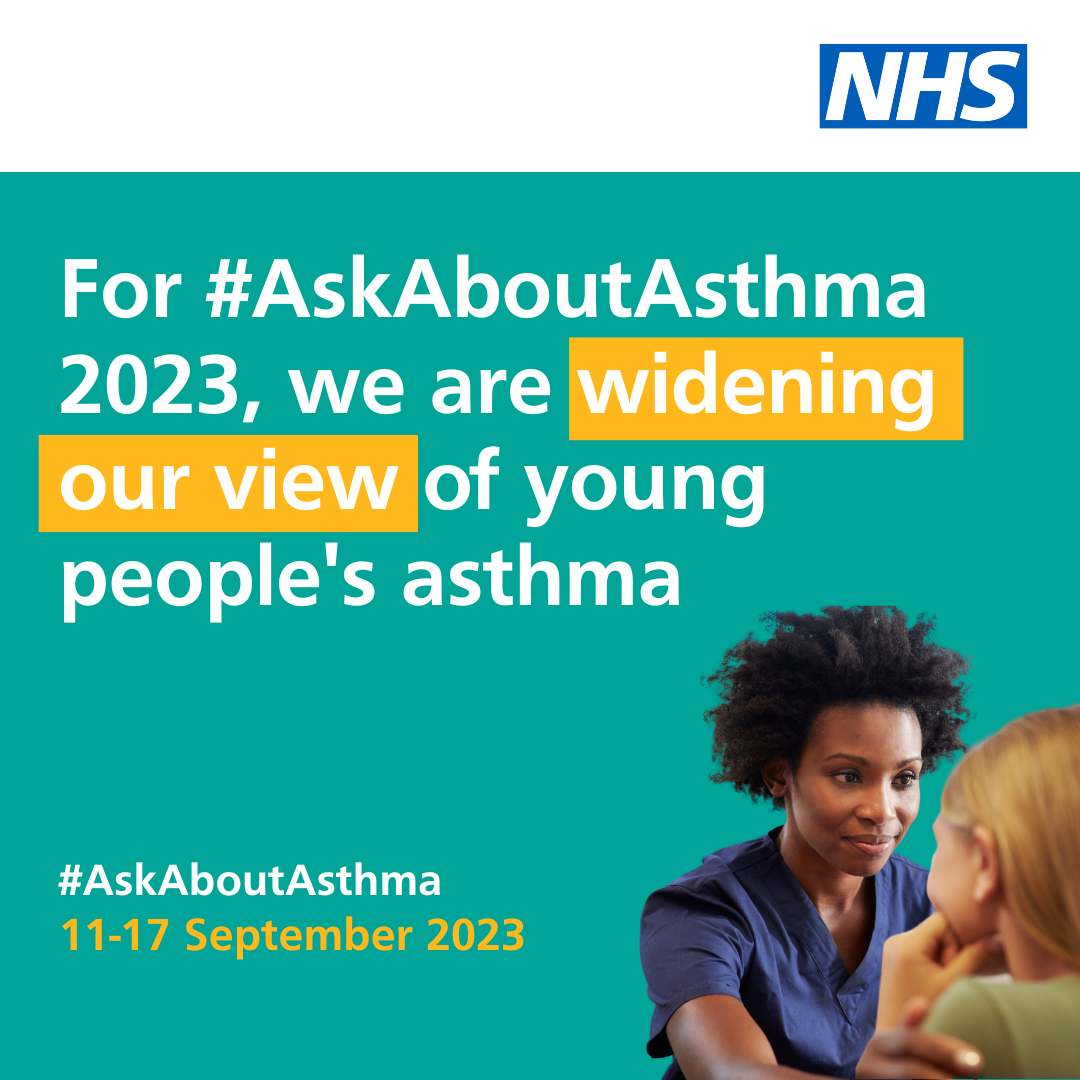 NHS
For #AskAboutAsthma
2023, we are widening
our view of young
people's asthma
#AskAboutAsthma
11-17 September 2023